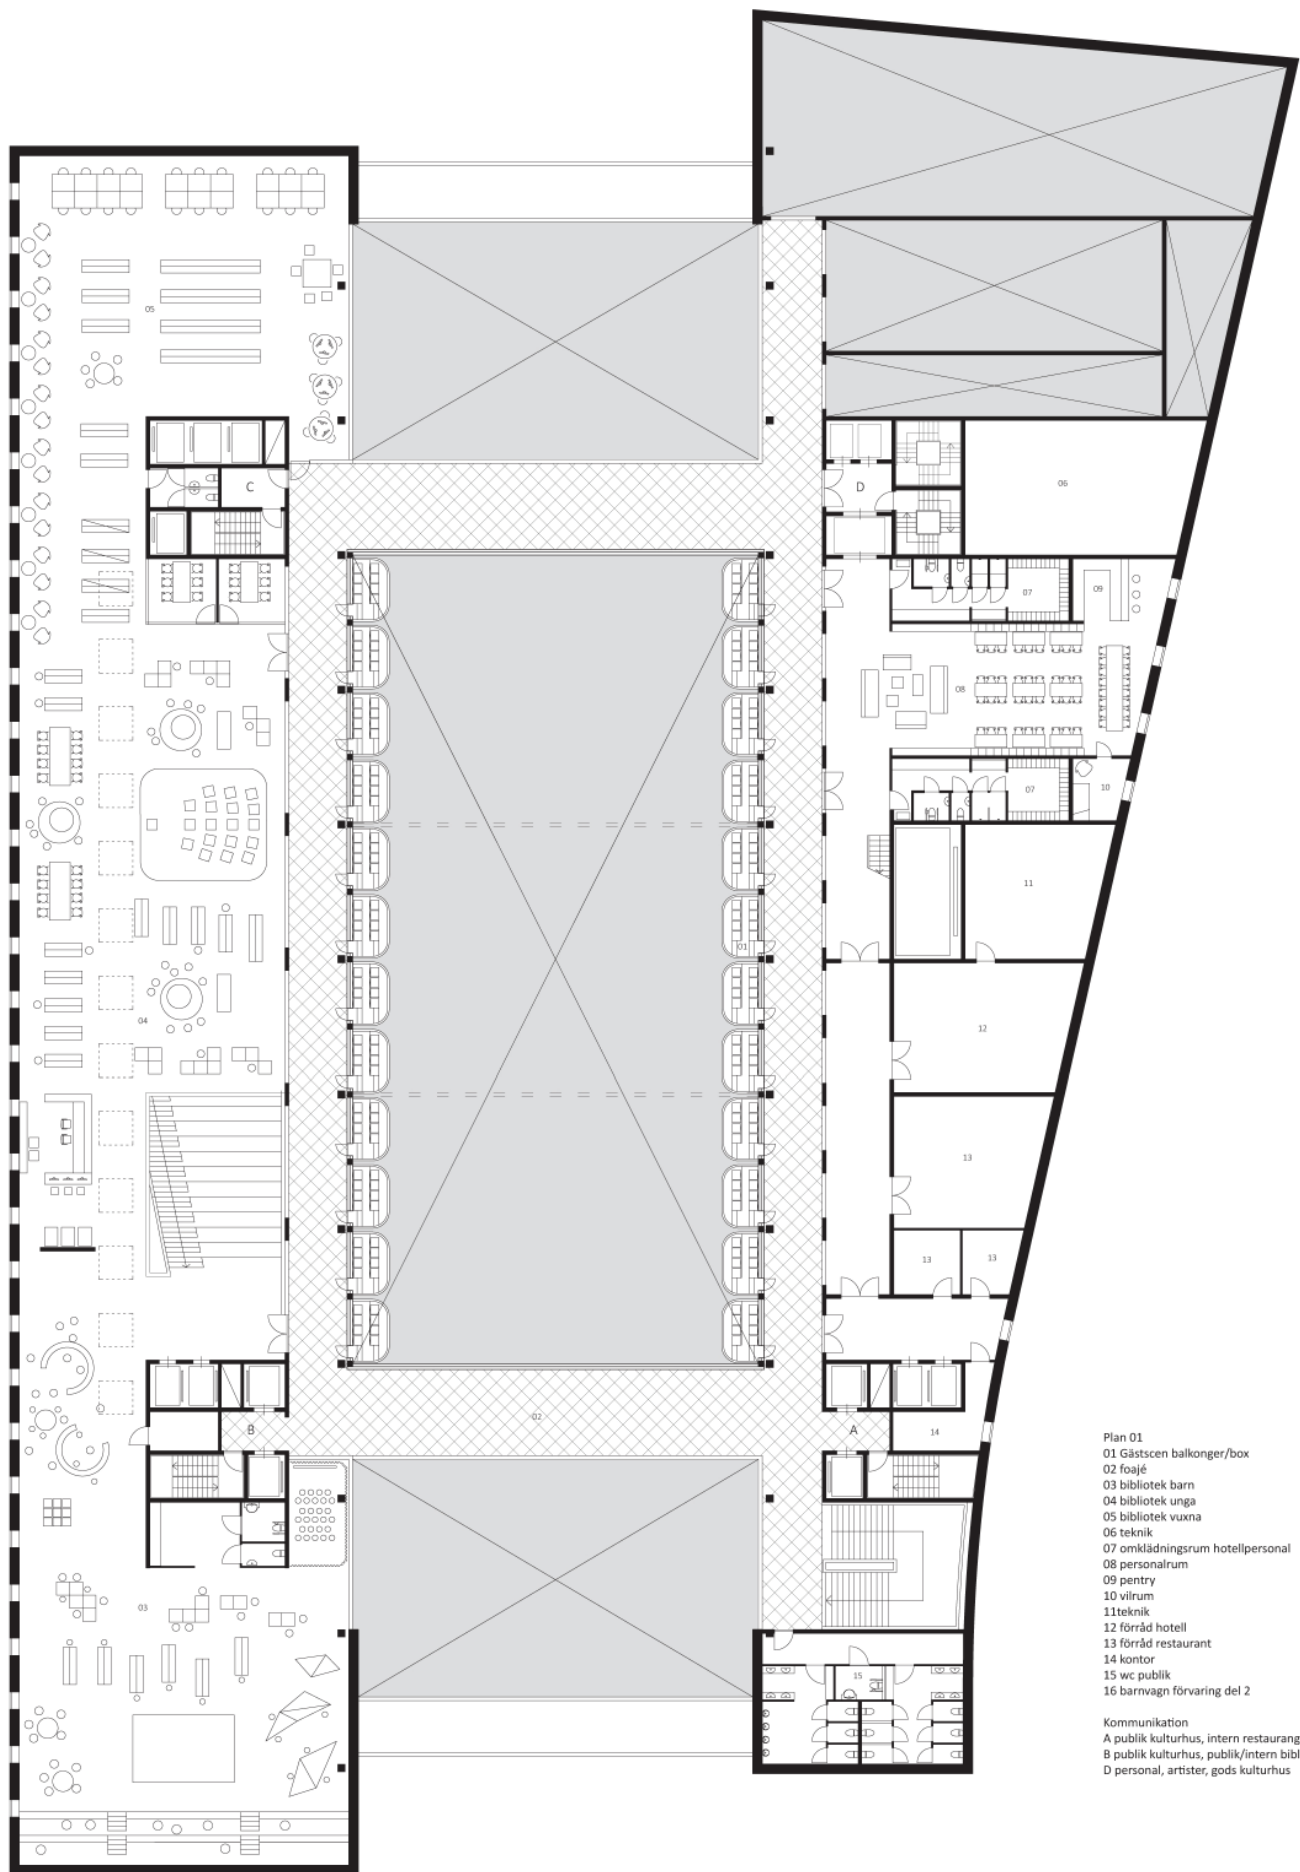 05
C
D
06
07
09
08
07
10
11
01
12
04
13
13
13
02
B
A
14
03
15
Plan 01
01 Gästscen balkonger/box
02 foajé
03 bibliotek barn
04 bibliotek unga
05 bibliotek vuxna
06 teknik
07 omklädningsrum hotellpersonal
08 personalrum
09 pentry
10 vilrum
11teknik
12 förråd hotell
13 förråd restaurant
14 kontor
15 wc publik
16 barnvagn förvaring del 2
Kommunikation
A publik kulturhus, intern restaurang
B publik kulturhus, publik/intern bibl
D personal, artister, gods kulturhus